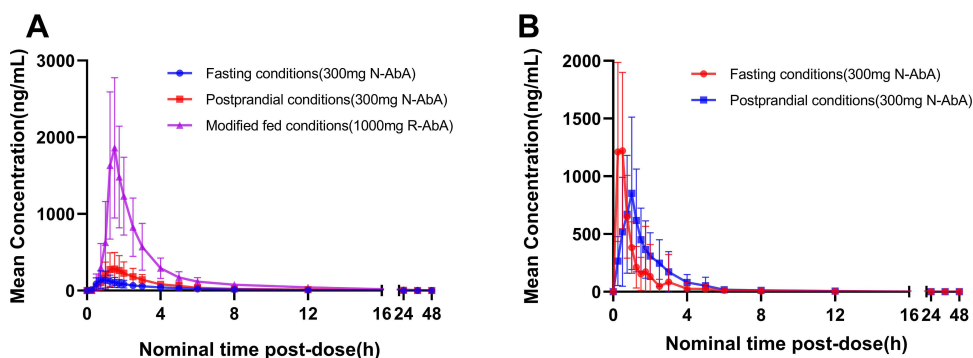 A
Mean Concentration(ng/mL)
3000
2000
1000
0
Fasting conditions(300mg N-AbA)
Postprandial conditions(300mg N-AbA)
Modified fed conditions(1000mg R-AbA)
0 4 8 12 16 24 48
Nominal time post-dose(h)
B
Mean Concentration(ng/mL)
2000
1500
1000
500
0
Fasting conditions(300mg N-AbA)
Postprandial conditions(300mg N-AbA)
0 4 8 12 16 24 48
Nominal time post-dose(h)